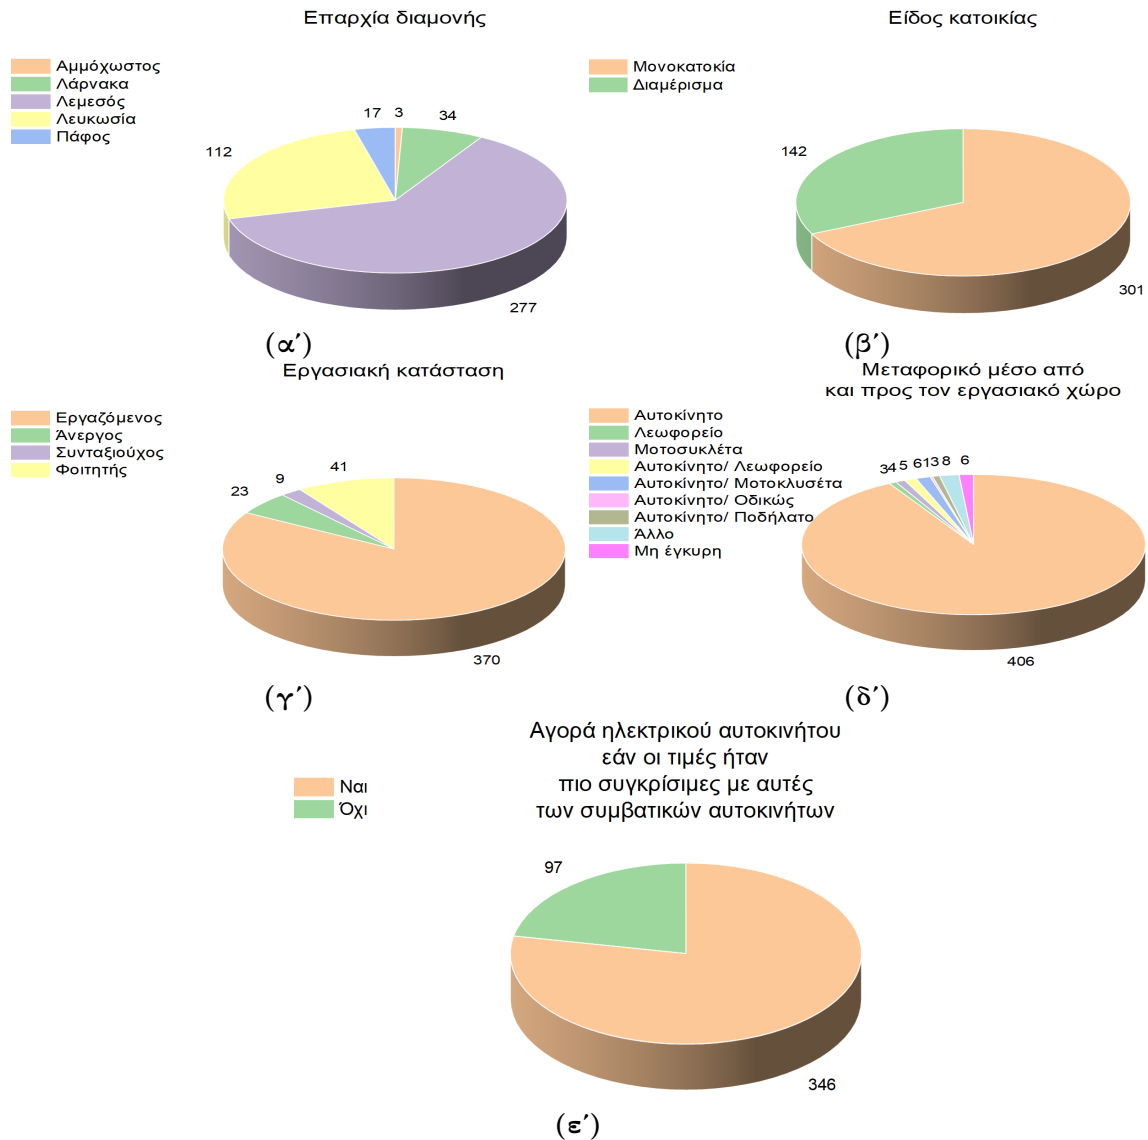 Επαρχία διαμονής
Αμμόχωστος
Λάρνακα
Λεμεσός
Λευκωσία
Πάφος
17 3 34
112
277
(α΄)
Είδος κατοικίας
Μονοκατοκία
Διαμέρισμα
142
301
(β΄)
Εργασιακή κατάσταση
Εργαζόμενος
Άνεργος
Συνταξιούχος
Φοιτητής
23 9 41
370
(γ΄)
Μεταφορικό μέσο από
και προς τον εργασιακό χώρο
Αυτοκίνητο
Λεωφορείο
Μοτοσυκλέτα
Αυτοκίνητο/ Λεωφορείο
Αυτοκίνητο/ Μοτοκλυσέτα
Αυτοκίνητο/ Οδικώς
Αυτοκίνητο/ Ποδήλατο
Άλλο
Μη έγκυρη
34 5 613 8 6
406
(δ΄)
Αγορά ηλεκτρικού αυτοκινήτου
εάν οι τιμές ήταν
πιο συγκρίσιμες με αυτές
των συμβατικών αυτοκινήτων
Ναι
Όχι
97
346
(ε΄)